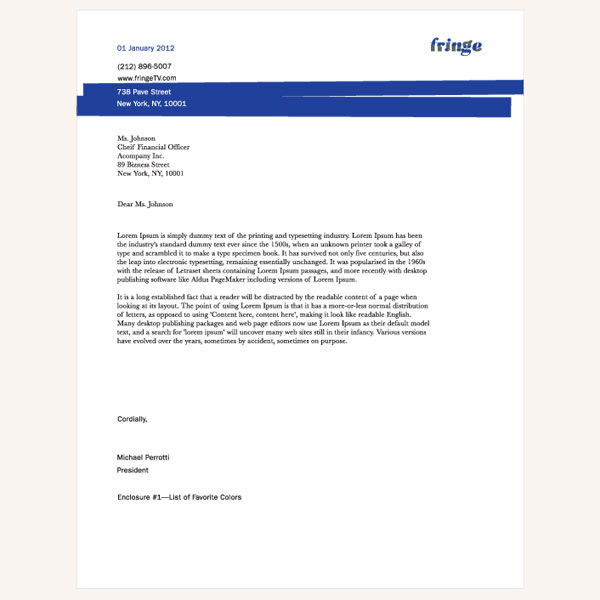 01 January 2012
fringe
(212) 896-5007
www.fringeTV.com
738 Pave Street
New York, NY, 10001
Ms. Johnson
Cheif Financial Officer
Acompany Inc.
89 Bizness Street
New York, NY, 10001
Dear Ms. Johnson
Lorem Ipsum is simply dummy text of the printing and typesetting industry. Lorem Ipsum has been
the industry's standard dummy text ever since the 1500s, when an unknown printer took a galley of
type and scrambled it to make a type specimen book. It has survived not only five centuries, but also
the leap into electronic typesetting, remaining essentially unchanged. It was popularised in the 1960s
with the release of Letraset sheets containing Lorem Ipsum passages, and more recently with desktop
publishing software like Aldus PageMaker including versions of Lorem Ipsum.
It is a long established fact that a reader will be distracted by the readable content of a page when
looking at its layout. The point of using Lorem Ipsum is that it has a more-or-less normal distribution
of letters, as opposed to using 'Content here, content here', making it look like readable English.
Many desktop publishing packages and web page editors now use Lorem Ipsum as their default model
text, and a search for 'lorem ipsum' will uncover many web sites still in their infancy. Various versions
have evolved over the years, sometimes by accident, sometimes on purpose.
Cordially,
Michael Perrotti
President
Enclosure #1—List of Favorite Colors